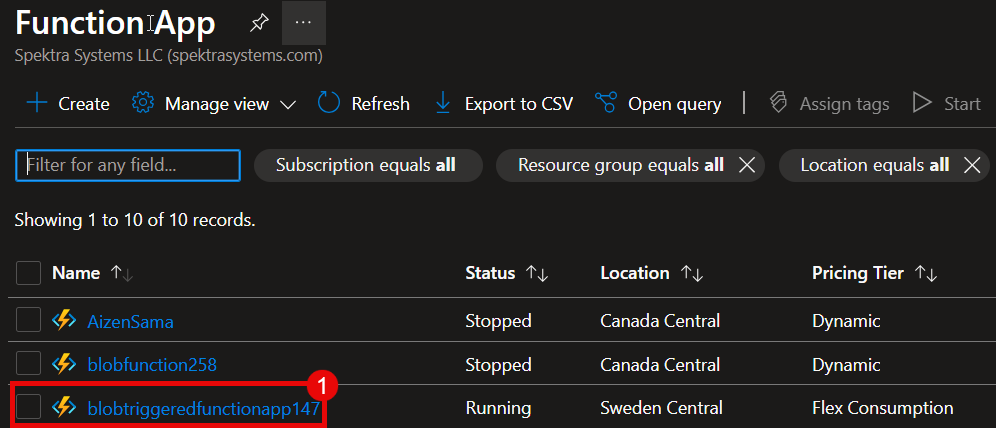 Function App
...
Spektra Systems LLC (spektrasystems.com)
Create Manage view Refresh Export to CSV Open query Assign tags Start
Filter for any field... Subscription equals all Resource group equals all Location equals all
Showing 1 to 10 of 10 records.
Name Status Location Pricing Tier
AizenSama Stopped Canada Central Dynamic
blobfunction258 Stopped Canada Central Dynamic
1
blobtriggeredfunctionapp147 Running Sweden Central Flex Consumption